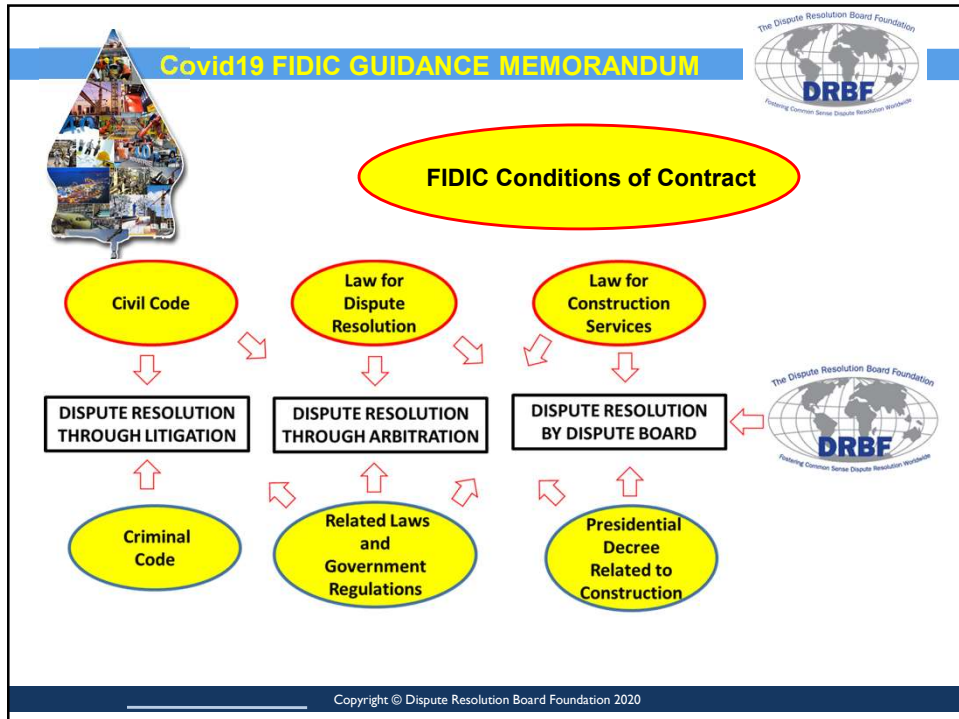 The Dispute Resolution Board Foundation
Covid19 FIDIC GUIDANCE MEMORANDUM
DRBF
Fostering Common Sense Dispute Resolution Worldwide
FIDIC Conditions of Contract
Civil Code
Law for
Dispute
Resolution
Law for
Construction
Services
The Dispute Resolution Board Foundation
DISPUTE RESOLUTION
THROUGH LITIGATION
DISPUTE RESOLUTION
THROUGH ARBITRATION
DISPUTE RESOLUTION
BY DISPUTE BOARD
DRBF
Fostering Common Sense Dispute Resolution Worldwide
Criminal
Code
Related Laws
and
Government
Regulations
Presidential
Decree
Related to
Construction
Copyright © Dispute Resolution Board Foundation 2020